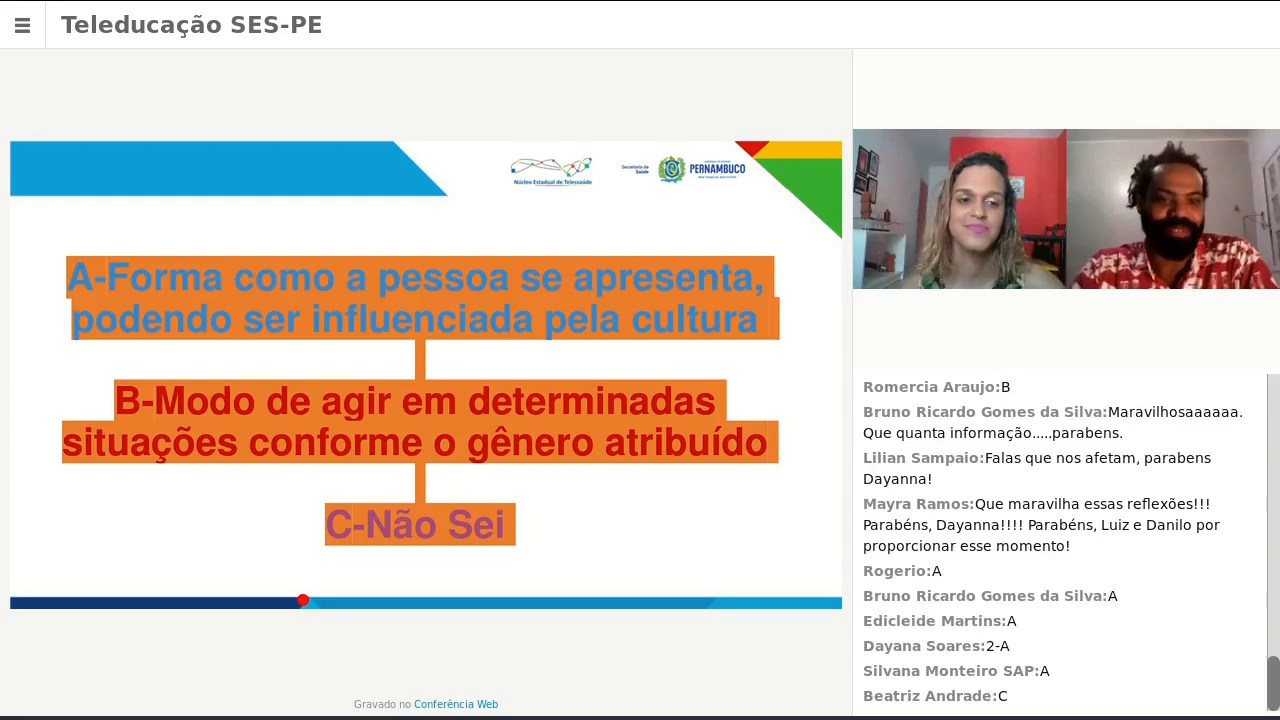 Teleducação SES-PE
Núcleo Estadual de Telessaúde
Secretaria de
Saúde
PERNAMBUCO
A-Forma como a pessoa se apresenta,
podendo ser influenciada pela cultura
B-Modo de agir em determinadas
situações conforme o gênero atribuído
C-Não Sei
Gravado no Conferência Web
Romercia Araujo:B
Bruno Ricardo Gomes da Silva:Maravilhosaaaaaa.
Que quanta informação.....parabens.
Lilian Sampaio:Falas que nos afetam, parabens
Dayanna!
Mayra Ramos:Que maravilha essas reflexões!!!
Parabéns, Dayanna!!!! Parabéns, Luiz e Danilo por
proporcionar esse momento!
Rogerio:A
Bruno Ricardo Gomes da Silva:A
Edicleide Martins:A
Dayana Soares:2-A
Silvana Monteiro SAP:A
Beatriz Andrade:C